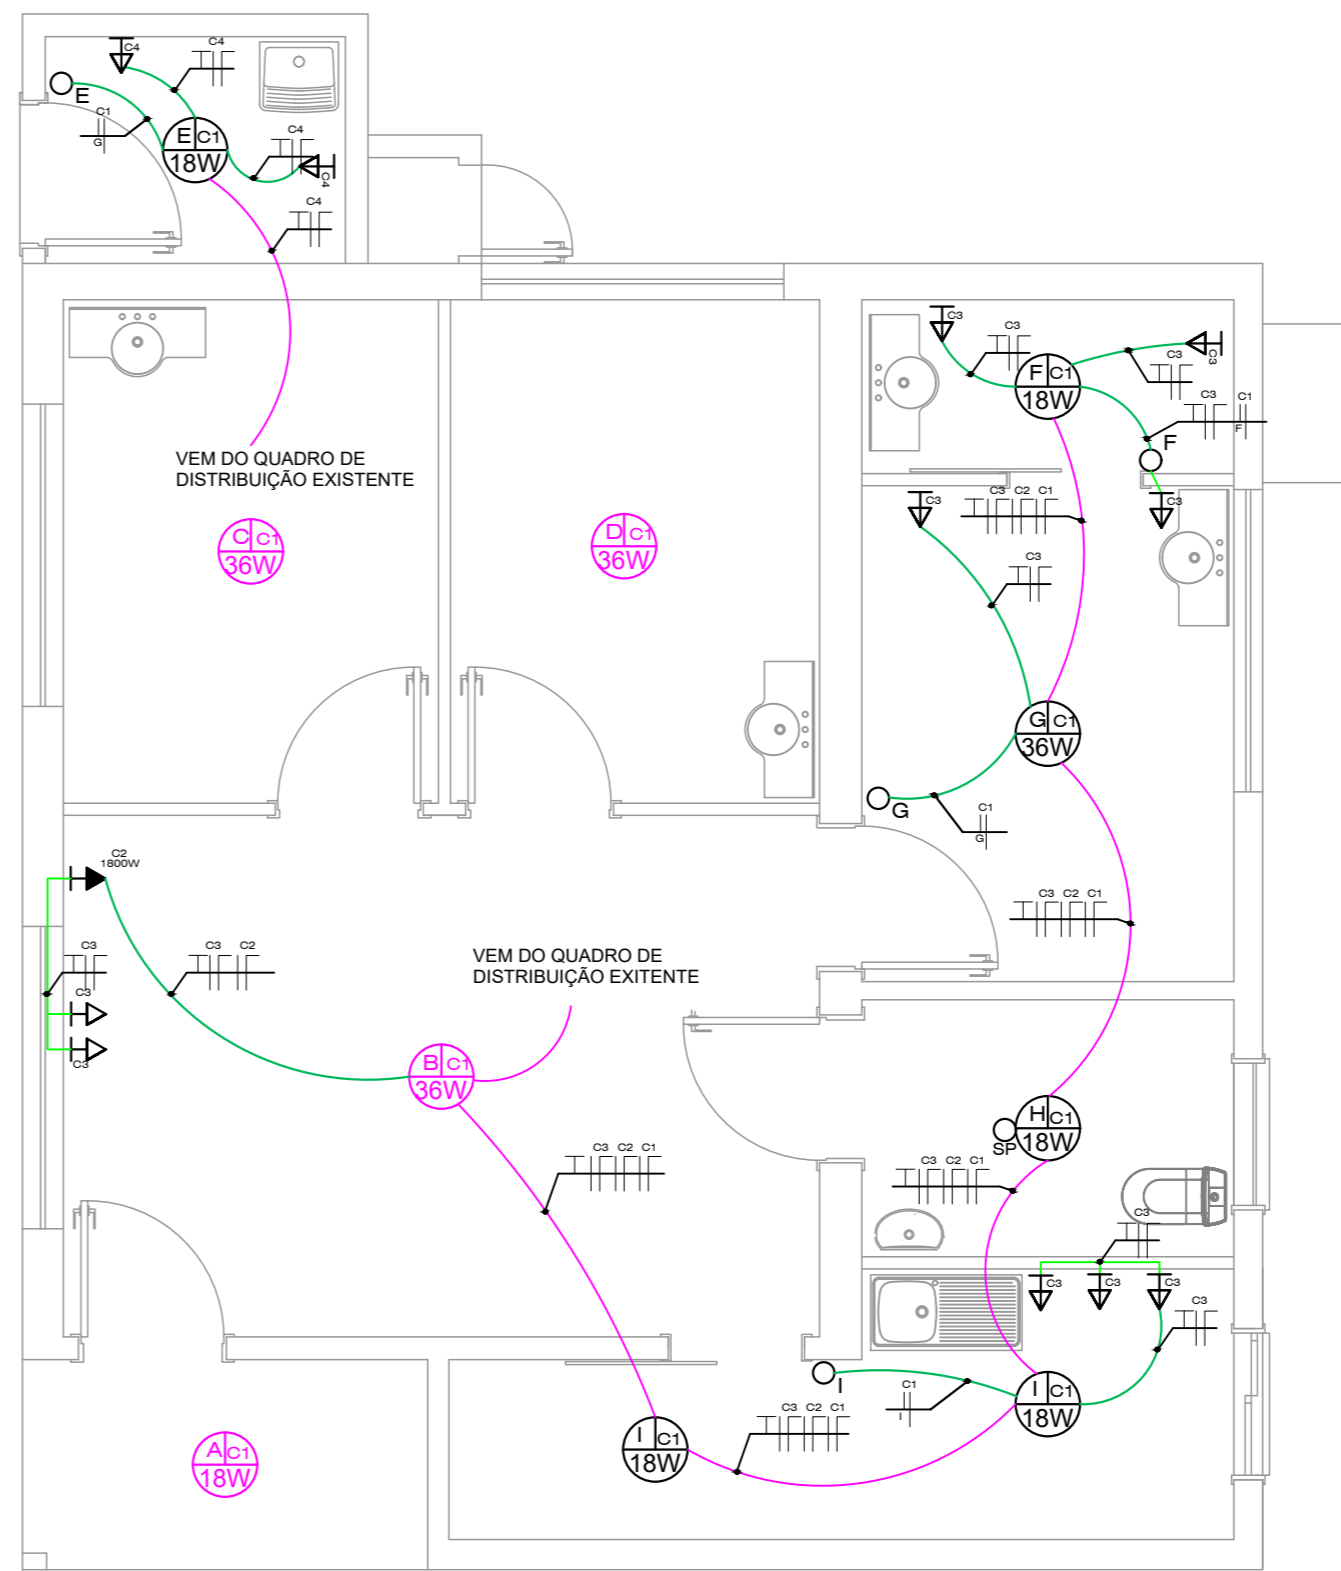 C4
C4
E
C1
G
E C1
18W
C4
C4
C4
VEM DO QUADRO DE
DISTRIBUIÇÃO EXISTENTE
C C1
36W
D C1
36W
C3
C3
F C1
18W
C3
C3
C3 C1
F
F
C3
C3
C3 C2 C1
C3
G C1
36W
G
C1
G
C2
1800W
C3
C3
C3
C3 C2
VEM DO QUADRO DE
DISTRIBUIÇÃO EXITENTE
C3 C2 C1
B C1
36W
H C1
18W
SP
C3 C2 C1
C3 C2 C1
C3
C3
C3
C3
C3
I
C1
I
I C1
18W
C3 C2 C1
I C1
18W
A C1
18W